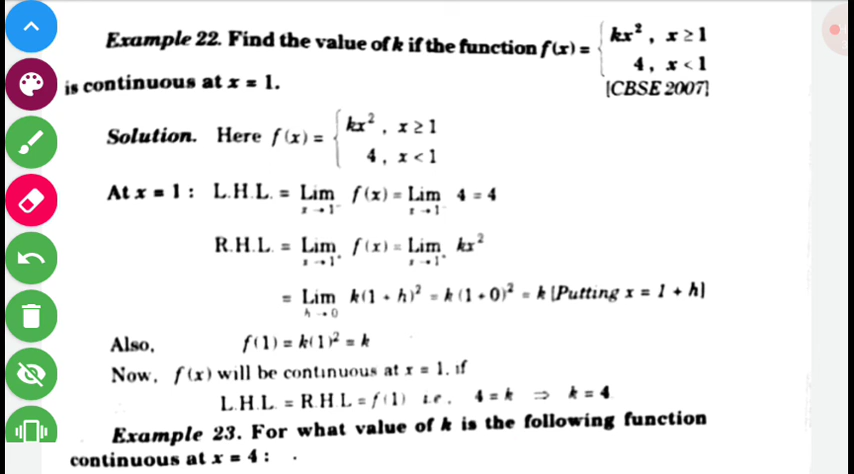 Example 22. Find the value of k if the function f(x) = { kx² , x ≥ 1
4 , x < 1
is continuous at x = 1.
[CBSE 2007]
Solution. Here f(x) = { kx² , x ≥ 1
4 , x < 1
At x = 1 : L.H.L. = Lim x→1⁻ f(x) = Lim x→1⁻ 4 = 4
R.H.L. = Lim x→1⁺ f(x) = Lim x→1⁺ kx²
= Lim h→0 k(1 + h)² = k(1 + 0)² = k [Putting x = 1 + h]
Also, f(1) = k(1)² = k
Now, f(x) will be continuous at x = 1, if
L.H.L. = R.H.L = f(1) i.e. 4 = k ⇒ k = 4
Example 23. For what value of k is the following function
continuous at x = 4 :